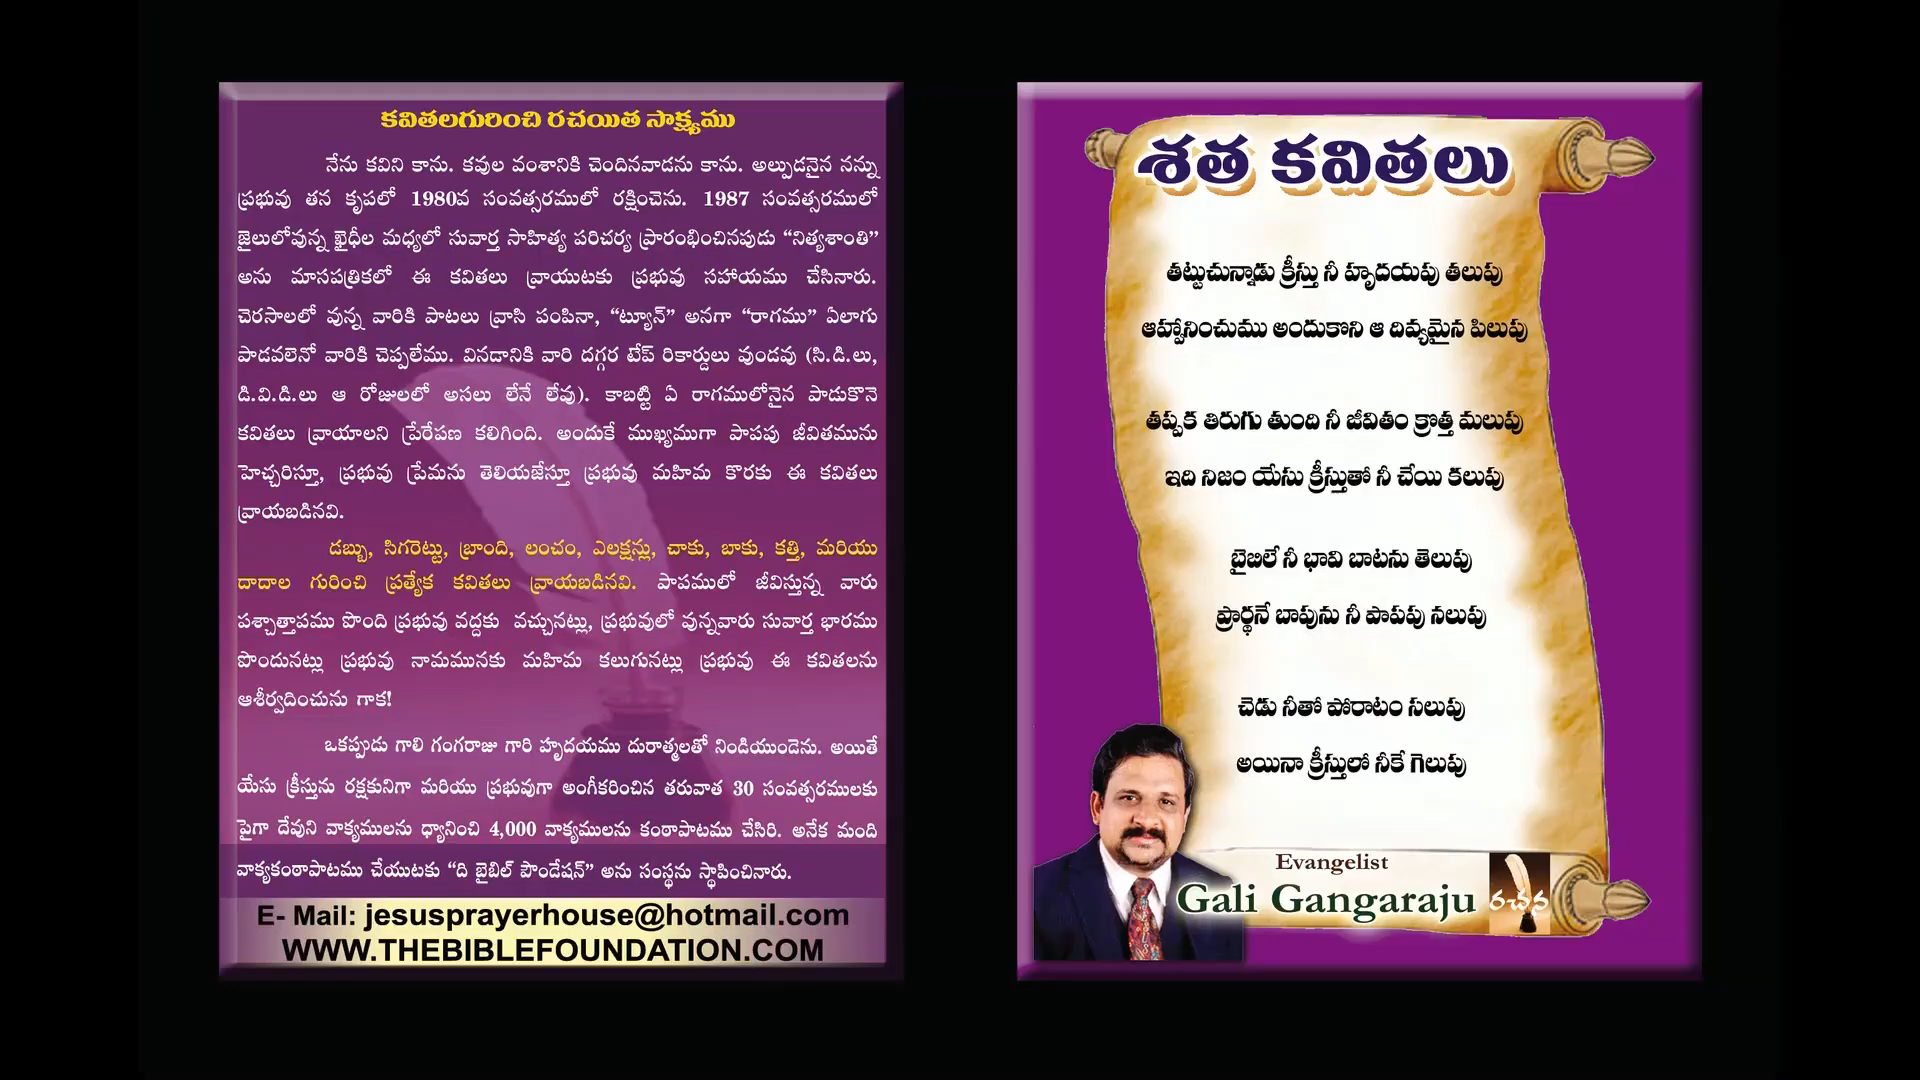 కవితలగురించి రచయిత సాక్ష్యము
నేను కవిని కాను. కవుల వంశానికి చెందినవాడను కాను. అల్పుడనైన నన్ను
ప్రభువు తన కృపలో 1980వ సంవత్సరములో రక్షించెను. 1987 సంవత్సరములో
జైలులోవున్న ఖైధీల మధ్యలో సువార్త సాహిత్య పరిచర్య ప్రారంభించినపుడు “నిత్యశాంతి”
అను మాసపత్రికలో ఈ కవితలు వ్రాయుటకు ప్రభువు సహాయము చేసినారు.
చెరసాలలో వున్న వారికి పాటలు వ్రాసి పంపినా, “ట్యూన్” అనగా “రాగము” ఏలాగు
పాడవలెనో వారికి చెప్పలేము. వినడానికి వారి దగ్గర టేప్ రికార్డులు వుండవు (సి.డి.లు,
డి.వి.డి.లు ఆ రోజులలో అసలు లేనే లేవు). కాబట్టి ఏ రాగములోనైన పాడుకొనె
కవితలు వ్రాయాలని ప్రేరేపణ కలిగింది. అందుకే ముఖ్యముగా పాపపు జీవితమును
హెచ్చరిస్తూ, ప్రభువు ప్రేమను తెలియజేస్తూ ప్రభువు మహిమ కొరకు ఈ కవితలు
వ్రాయబడినవి.
డబ్బు, సిగరెట్టు, బ్రాంది, లంచం, ఎలక్షన్లు, చాకు, బాకు, కత్తి, మరియు
దాదాల గురించి ప్రత్యేక కవితలు వ్రాయబడినవి. పాపములో జీవిస్తున్న వారు
పశ్చాత్తాపము పొంది ప్రభువు వద్దకు వచ్చునట్లు, ప్రభువులో వున్నవారు సువార్త భారము
పొందునట్లు ప్రభువు నామమునకు మహిమ కలుగునట్లు ప్రభువు ఈ కవితలను
ఆశీర్వదించును గాక!
ఒకప్పుడు గాలి గంగరాజు గారి హృదయము దురాత్మలతో నిండియుండెను. అయితే
యేసు క్రీస్తును రక్షకునిగా మరియు ప్రభువుగా అంగీకరించిన తరువాత 30 సంవత్సరములకు
పైగా దేవుని వాక్యములను ధ్యానించి 4,000 వాక్యములను కంఠాపాటము చేసిరి. అనేక మంది
వాక్యకంఠాపాటము చేయుటకు “ది బైబిల్ ఫౌండేషన్” అను సంస్థను స్థాపించినారు.
E- Mail: jesusprayerhouse@hotmail.com
WWW.THEBIBLEFOUNDATION.COM
శత కవితలు
తట్టుచున్నాడు క్రీస్తు నీ హృదయపు తలుపు
ఆహ్వానించుము అందుకొని ఆ దివ్యమైన పిలుపు
తప్పక తిరుగు తుంది నీ జీవితం క్రొత్త మలుపు
ఇది నిజం యేసు క్రీస్తుతో నీ చేయి కలుపు
బైబిలే నీ భావి బాటను తెలుపు
ప్రార్థనే బాపును నీ పాపపు నలుపు
చెడు నీతో పోరాటం సలుపు
అయినా క్రీస్తులో నీకే గెలుపు
Evangelist
Gali Gangaraju
రచన